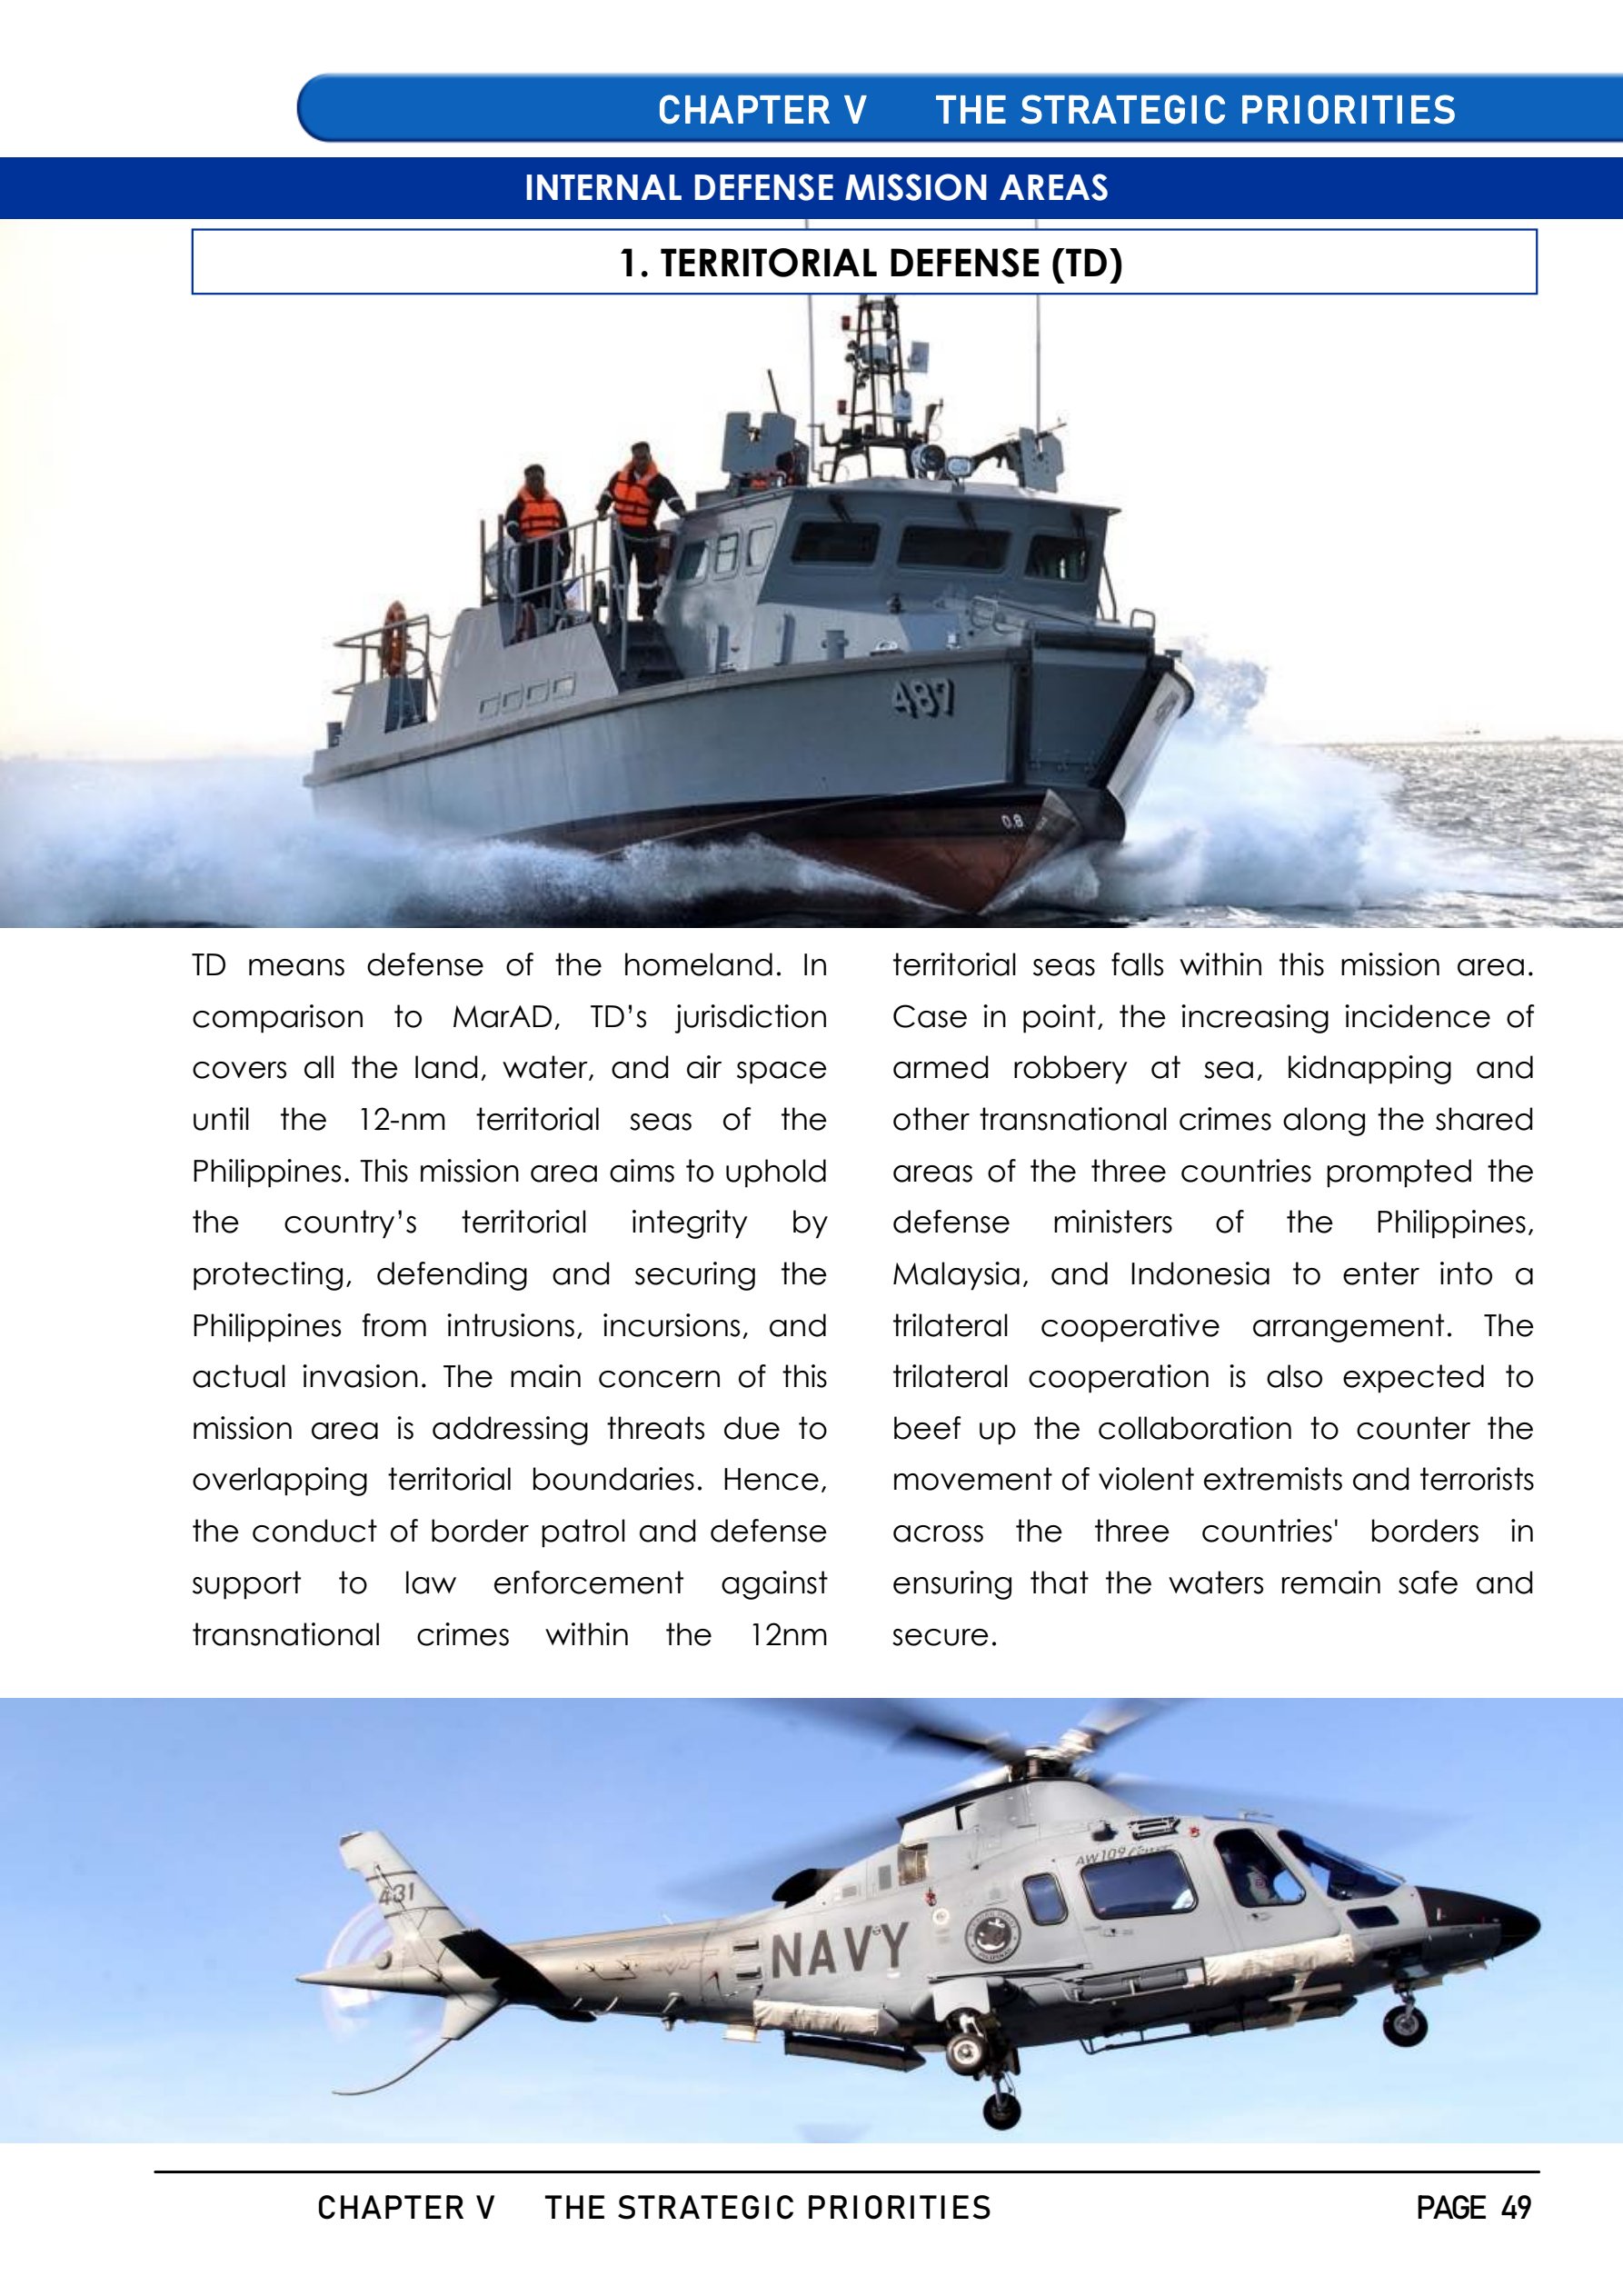 CHAPTER V THE STRATEGIC PRIORITIES
INTERNAL DEFENSE MISSION AREAS
1. TERRITORIAL DEFENSE (TD)
487
0.8
TD means defense of the homeland. In
comparison to MarAD, TD's jurisdiction
covers all the land, water, and air space
until the 12-nm territorial seas of the
Philippines. This mission area aims to uphold
the country's territorial integrity by
protecting, defending and securing the
Philippines from intrusions, incursions, and
actual invasion. The main concern of this
mission area is addressing threats due to
overlapping territorial boundaries. Hence,
the conduct of border patrol and defense
support to law enforcement against
transnational crimes within the 12nm
territorial seas falls within this mission area.
Case in point, the increasing incidence of
armed robbery at sea, kidnapping and
other transnational crimes along the shared
areas of the three countries prompted the
defense ministers of the Philippines,
Malaysia, and Indonesia to enter into a
trilateral cooperative arrangement. The
trilateral cooperation is also expected to
beef up the collaboration to counter the
movement of violent extremists and terrorists
across the three countries' borders in
ensuring that the waters remain safe and
secure.
431
AW109
NAVY
CHAPTER V THE STRATEGIC PRIORITIES PAGE 49